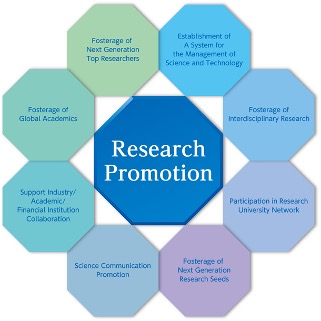 Fosterage of
Next Generation
Top Researchers
Establishment of
A System for
the Management of
Science and Technology
Fosterage of
Global Academics
Fosterage of
Interdisciplinary Research
Research
Promotion
Support Industry/
Academic/
Financial Institution
Collaboration
Participation in Research
University Network
Science Communication
Promotion
Fosterage of
Next Generation
Research Seeds